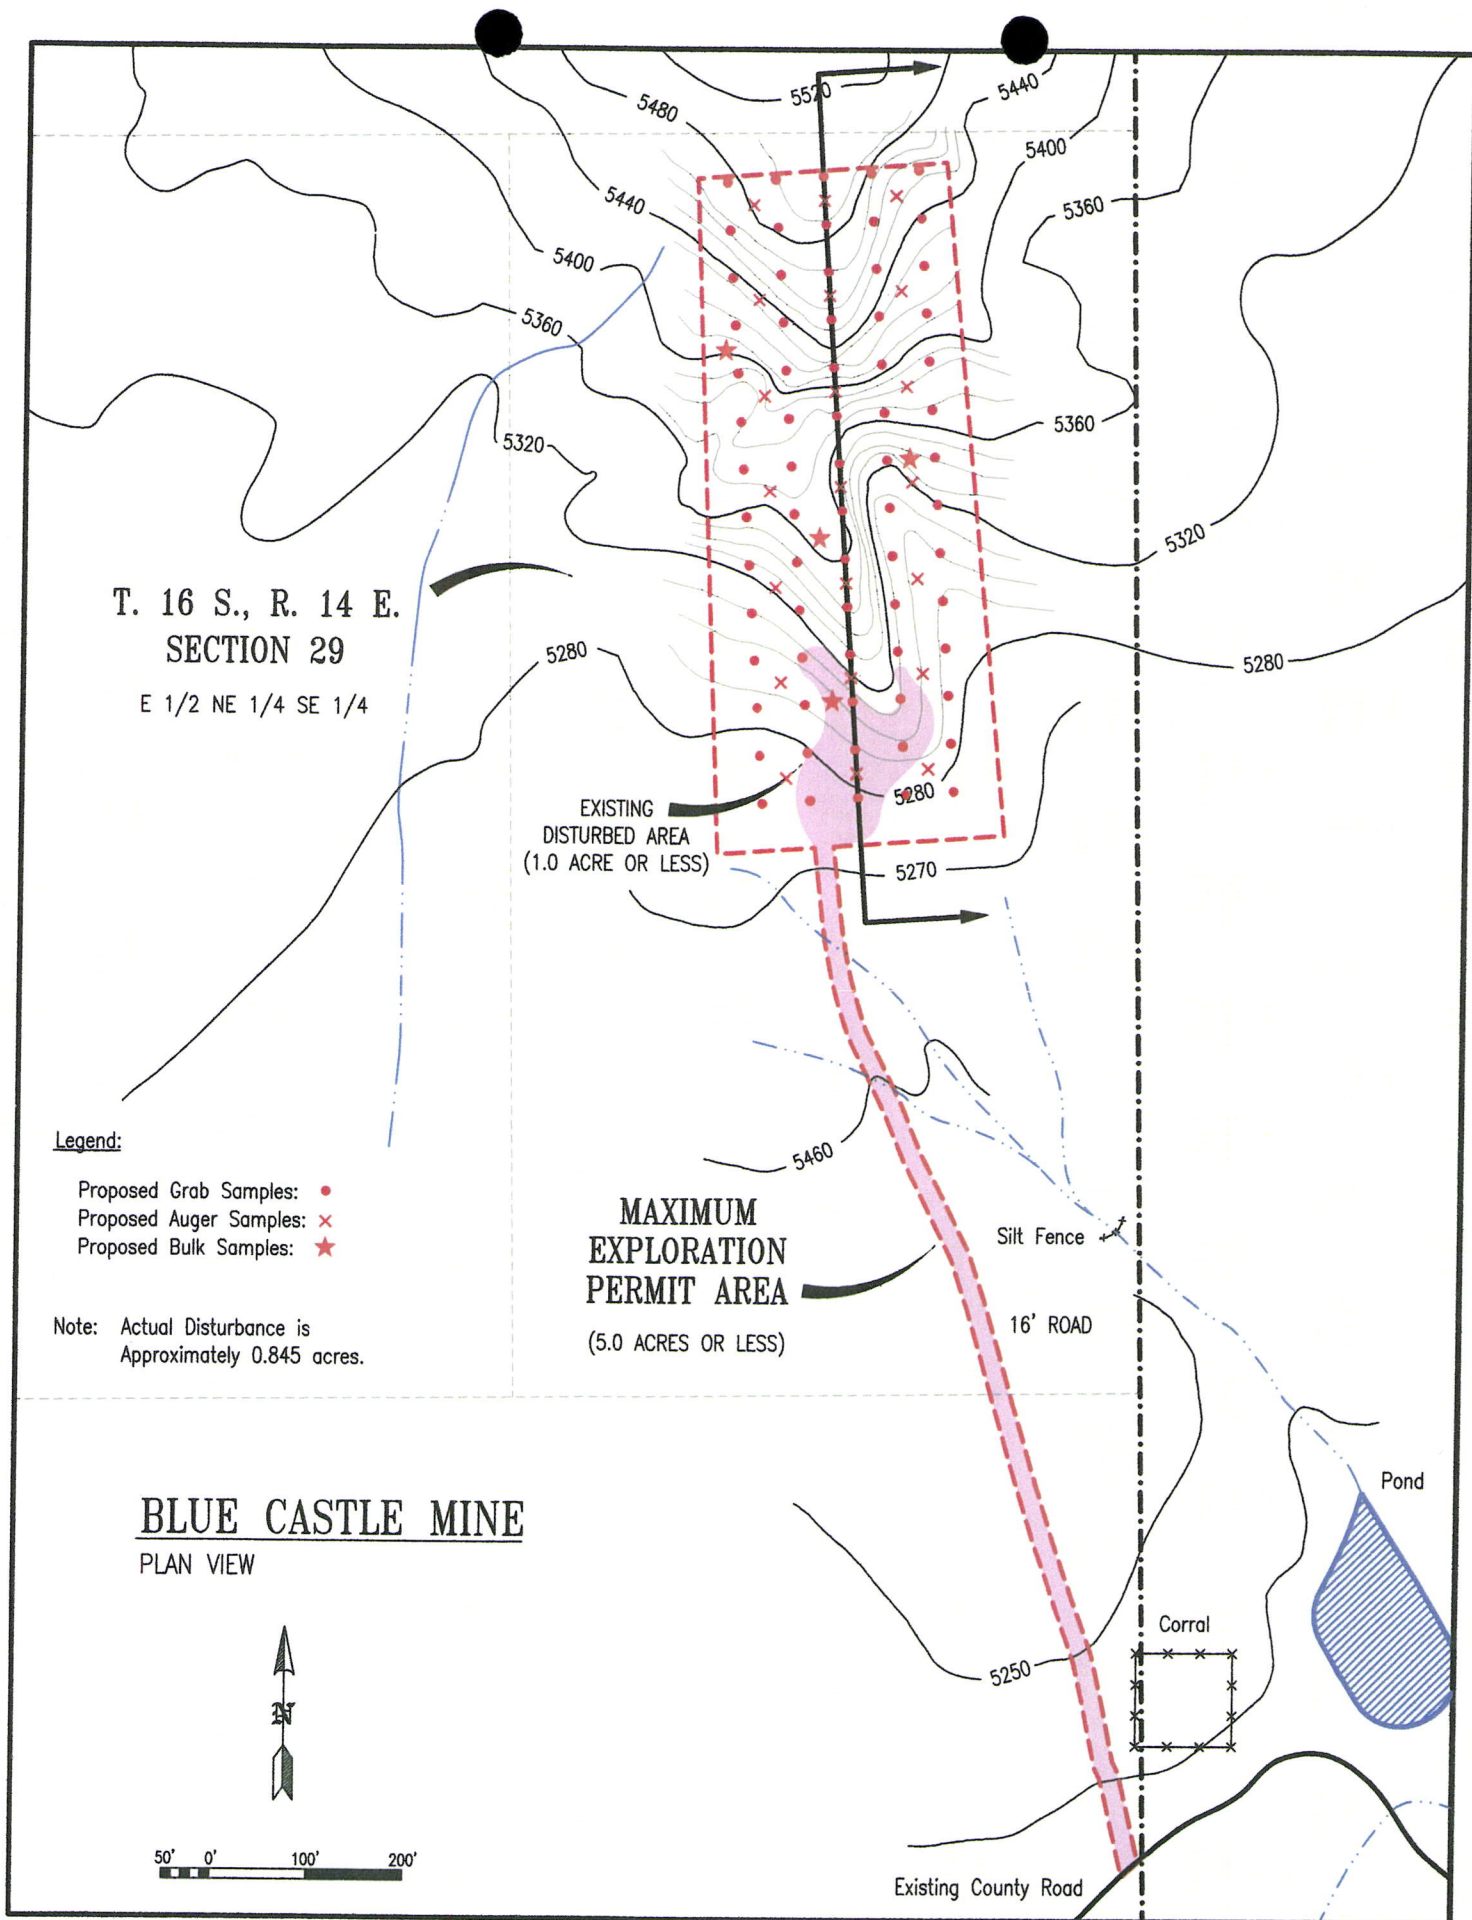 5520
5440
5480
5400
5440
5360
5400
5360
5360
5320
5320
T. 16 S., R. 14 E.
SECTION 29
E 1/2 NE 1/4 SE 1/4
5280
5280
EXISTING
DISTURBED AREA
(1.0 ACRE OR LESS)
5280
5270
Legend:
Proposed Grab Samples:
Proposed Auger Samples:
Proposed Bulk Samples:
Note: Actual Disturbance is
Approximately 0.845 acres.
5460
MAXIMUM
EXPLORATION
PERMIT AREA
(5.0 ACRES OR LESS)
Silt Fence
16' ROAD
BLUE CASTLE MINE
PLAN VIEW
N
50' 0' 100' 200'
Pond
Corral
5250
Existing County Road